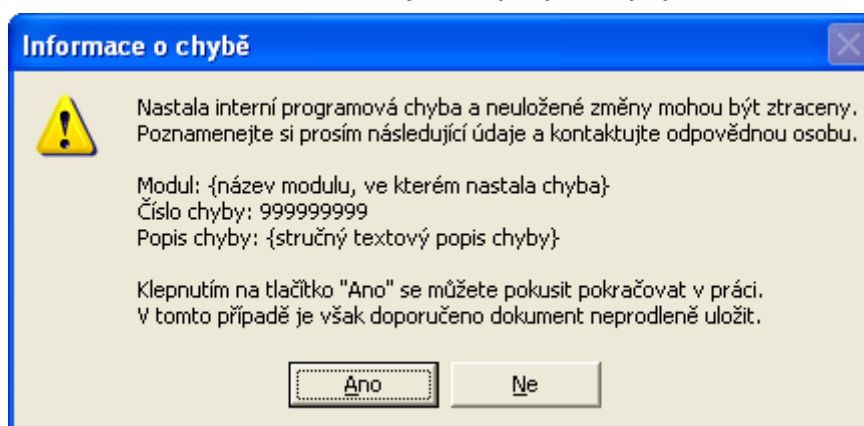 Informace o chybě
Nastala interní programová chyba a neuložené změny mohou být ztraceny.
Poznamenejte si prosím následující údaje a kontaktujte odpovědnou osobu.
Modul: {název modulu, ve kterém nastala chyba}
Číslo chyby: 999999999
Popis chyby: {stručný textový popis chyby}
Klepnutím na tlačítko "Ano" se můžete pokusit pokračovat v práci.
V tomto případě je však doporučeno dokument neprodleně uložit.
Ano Ne